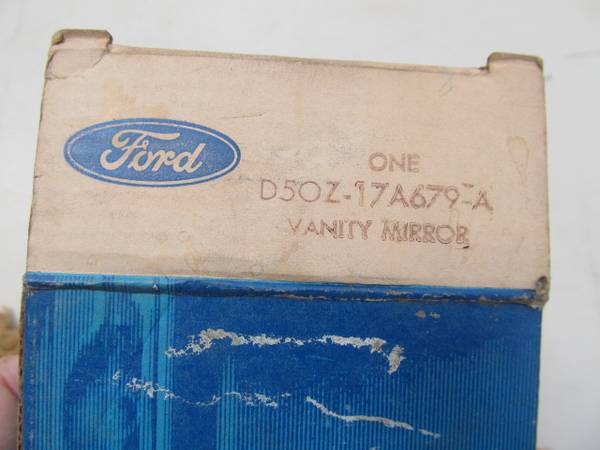 Ford
ONE
D5OZ-17A679-A
VANITY MIRROR